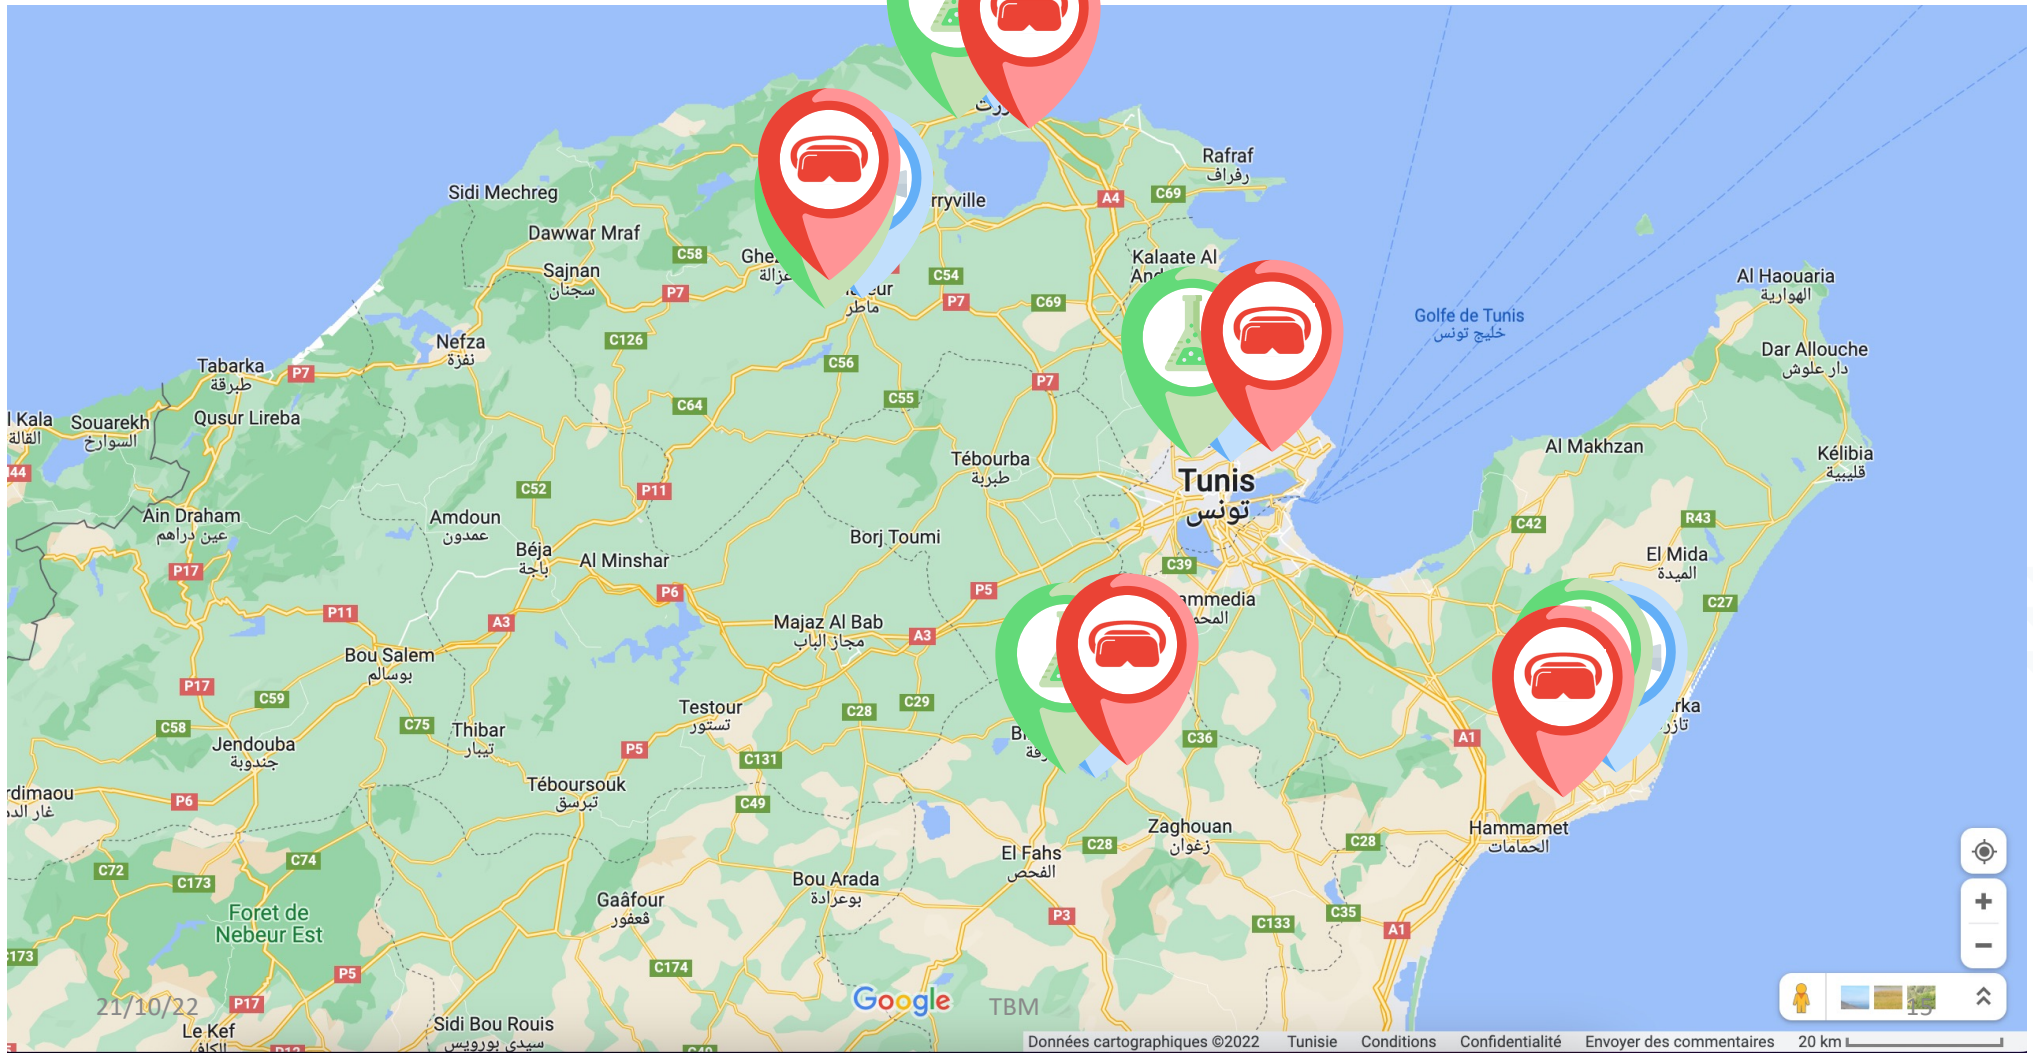 Rafraf
رفراف
C69
A4
Sidi Mechreg
Dawwar Mraf
C58
Sajnan
سجنان
P7
C54
P7
C69
Kalaate Al
ماطر
Al Haouaria
الهوارية
Golfe de Tunis
خليج تونس
Dar Allouche
دار علوش
Nefza
نفزة
C126
C56
Tabarka
طبرقة
P7
P7
C64
C55
Souarekh
السوارخ
القالة
Qusur Lireba
Al Makhzan
Kélibia
قليبية
Tébourba
طبربة
Tunis
تونس
C52
P11
C42
R43
Ain Draham
عين دراهم
Amdoun
عمدون
Borj Toumi
Béja
باجة
Al Minshar
C39
El Mida
الميدة
P17
P6
P5
C27
P11
A3
Majaz Al Bab
مجاز الباب
A3
Bou Salem
بوسالم
P17
C59
Testour
تستور
C28
C29
C58
C75
Thibar
تيبار
Jendouba
جندوبة
P5
C131
C36
A1
Téboursouk
تبرسق
P6
C49
Zaghouan
زغوان
C28
C28
Hammamet
الحمامات
El Fahs
الفحص
C72
C173
C74
Bou Arada
بوعرادة
Gaâfour
ڨعفور
Foret de
Nebeur Est
P3
C133
C35
A1
C174
P5
P17
21/10/22
Google
TBM
Le Kef
الكاف
Sidi Bou Rouis
سيدي بورويس
Données cartographiques ©2022 Tunisie Conditions Confidentialité Envoyer des commentaires 20 km